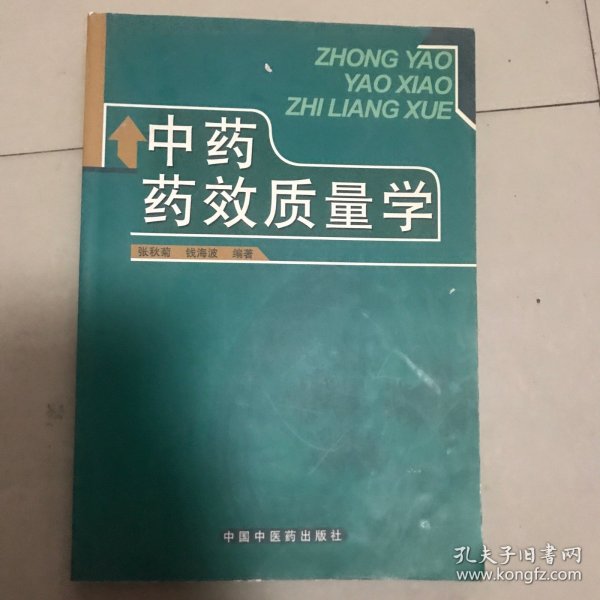 ZHONG YAO
YAO XIAO
ZHI LIANG XUE
中药
药效质量学
张秋菊 钱海波 编著
中国中医药出版社
孔夫子旧书网
www.kongfz.com